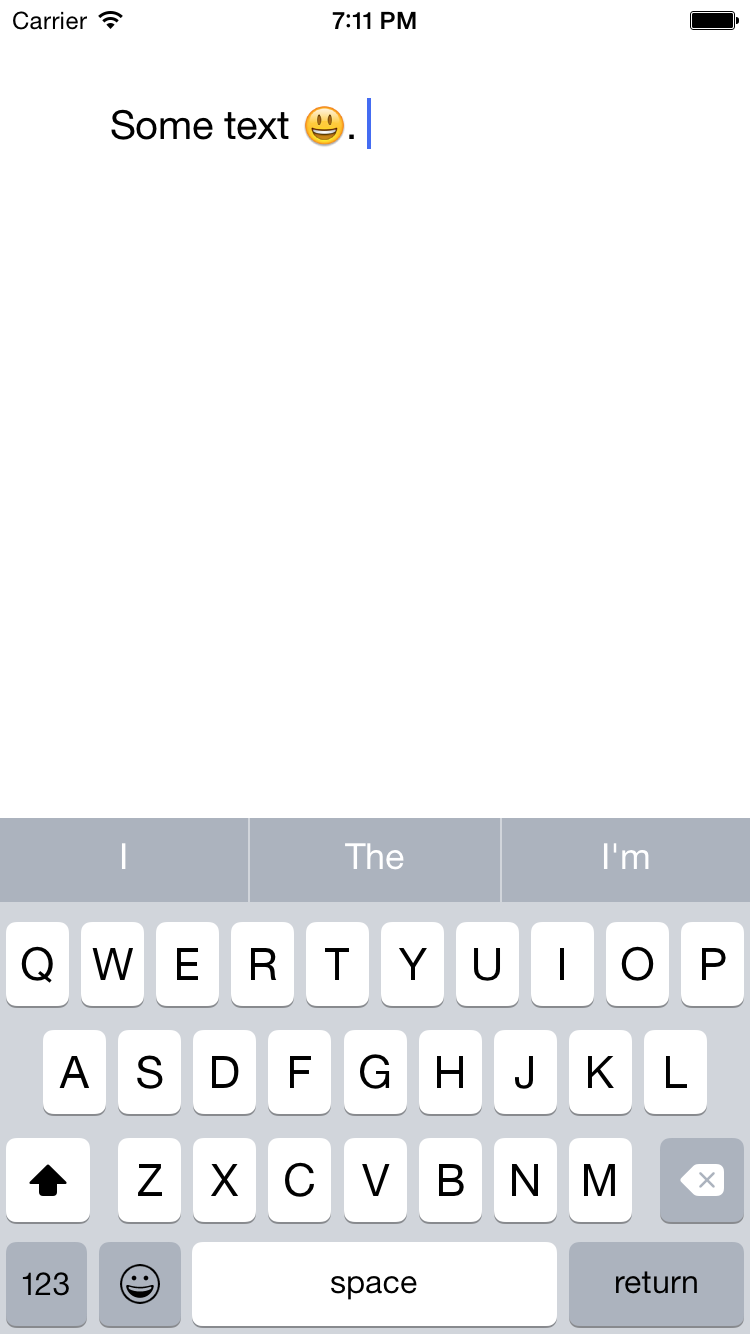 Carrier 7:11 PM
Some text 😃.
I The I'm
Q W E R T Y U I O P
A S D F G H J K L
Z X C V B N M
123 space return